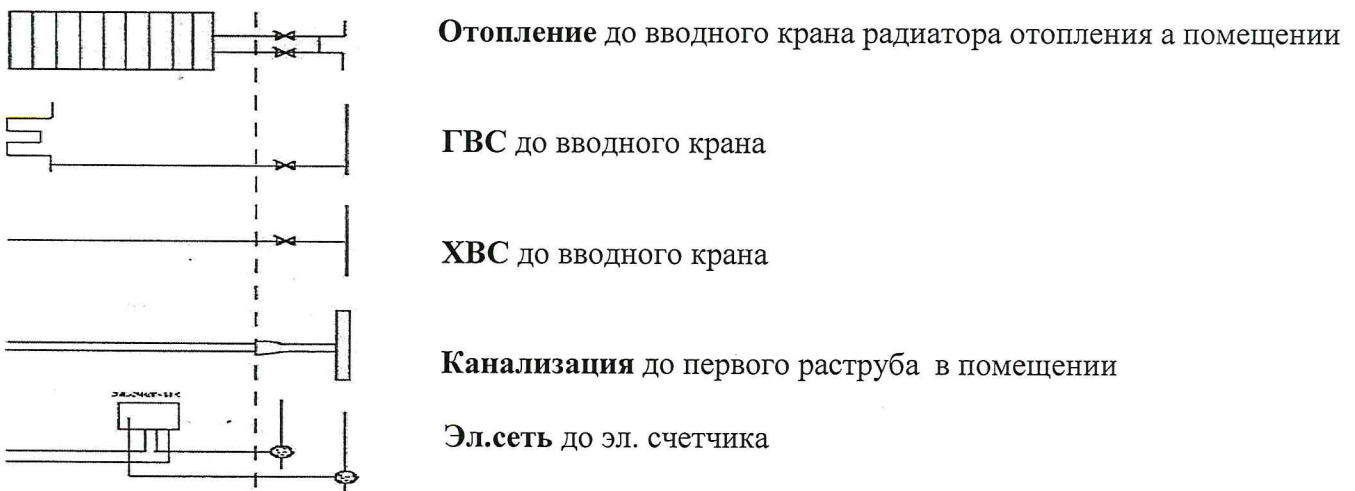 Отопление до вводного крана радиатора отопления а помещении
ГВС до вводного крана
ХВС до вводного крана
Канализация до первого раструба в помещении
Эл.сеть до эл. счетчика